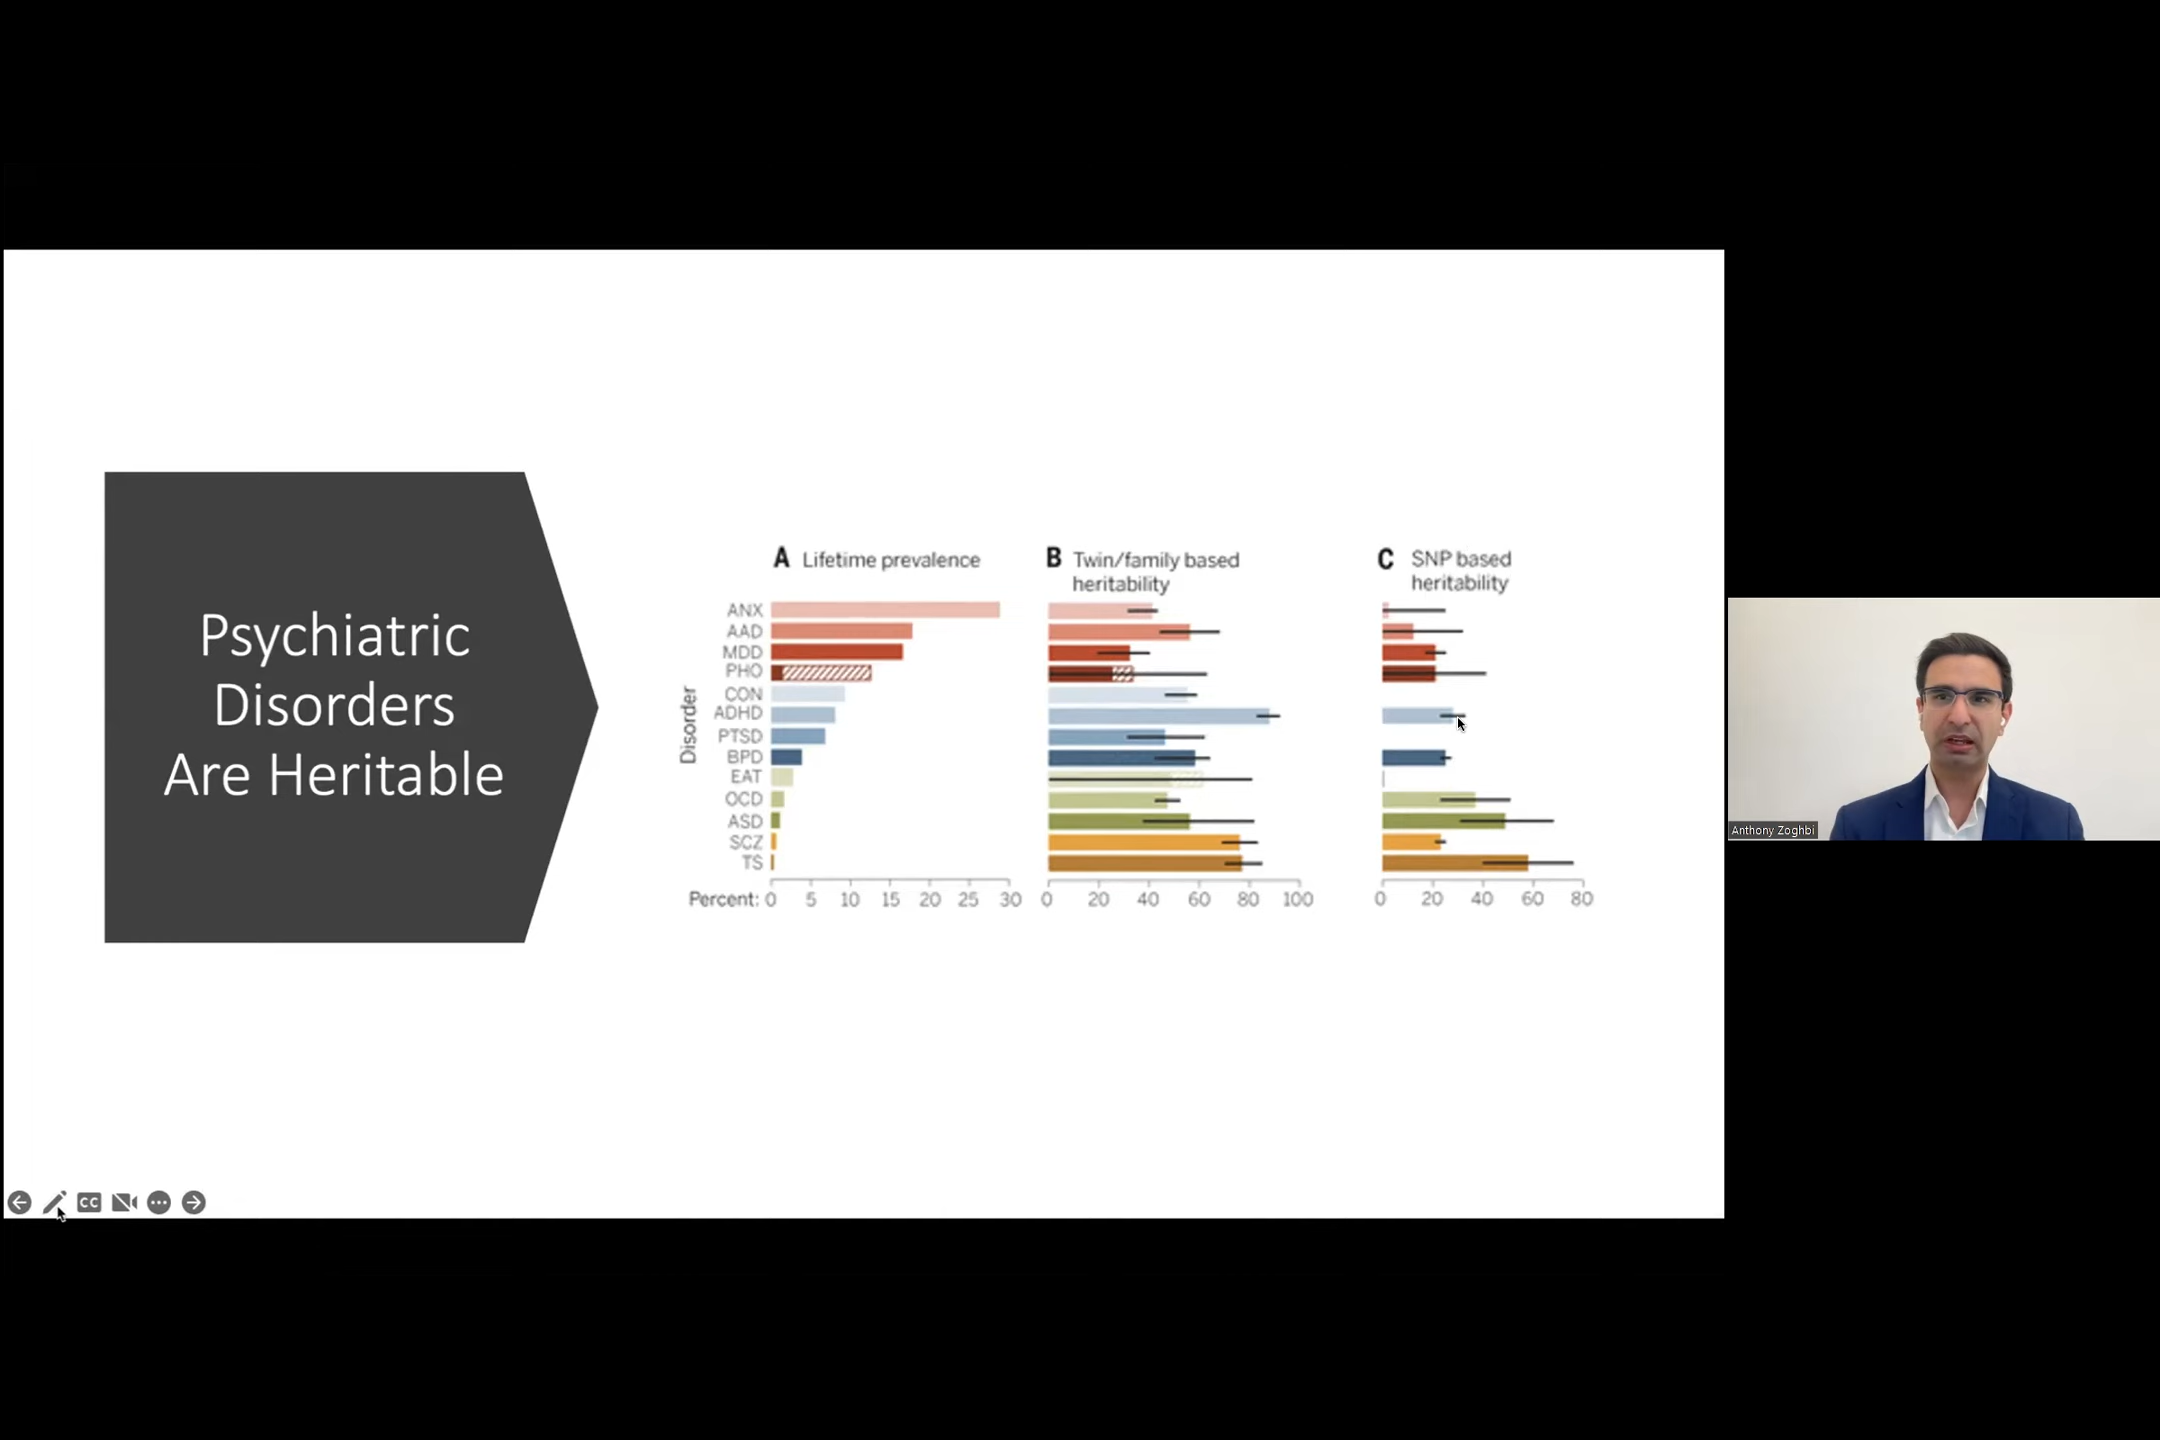 Psychiatric
Disorders
Are Heritable
A Lifetime prevalence
B Twin/family based
heritability
C SNP based
heritability
Disorder
ANX
AAD
MDD
PHO
CON
ADHD
PTSD
BPD
EAT
OCD
ASD
SCZ
TS
Percent: 0 5 10 15 20 25 30
0 20 40 60 80 100
0 20 40 60 80
Anthony Zoghbi
CC